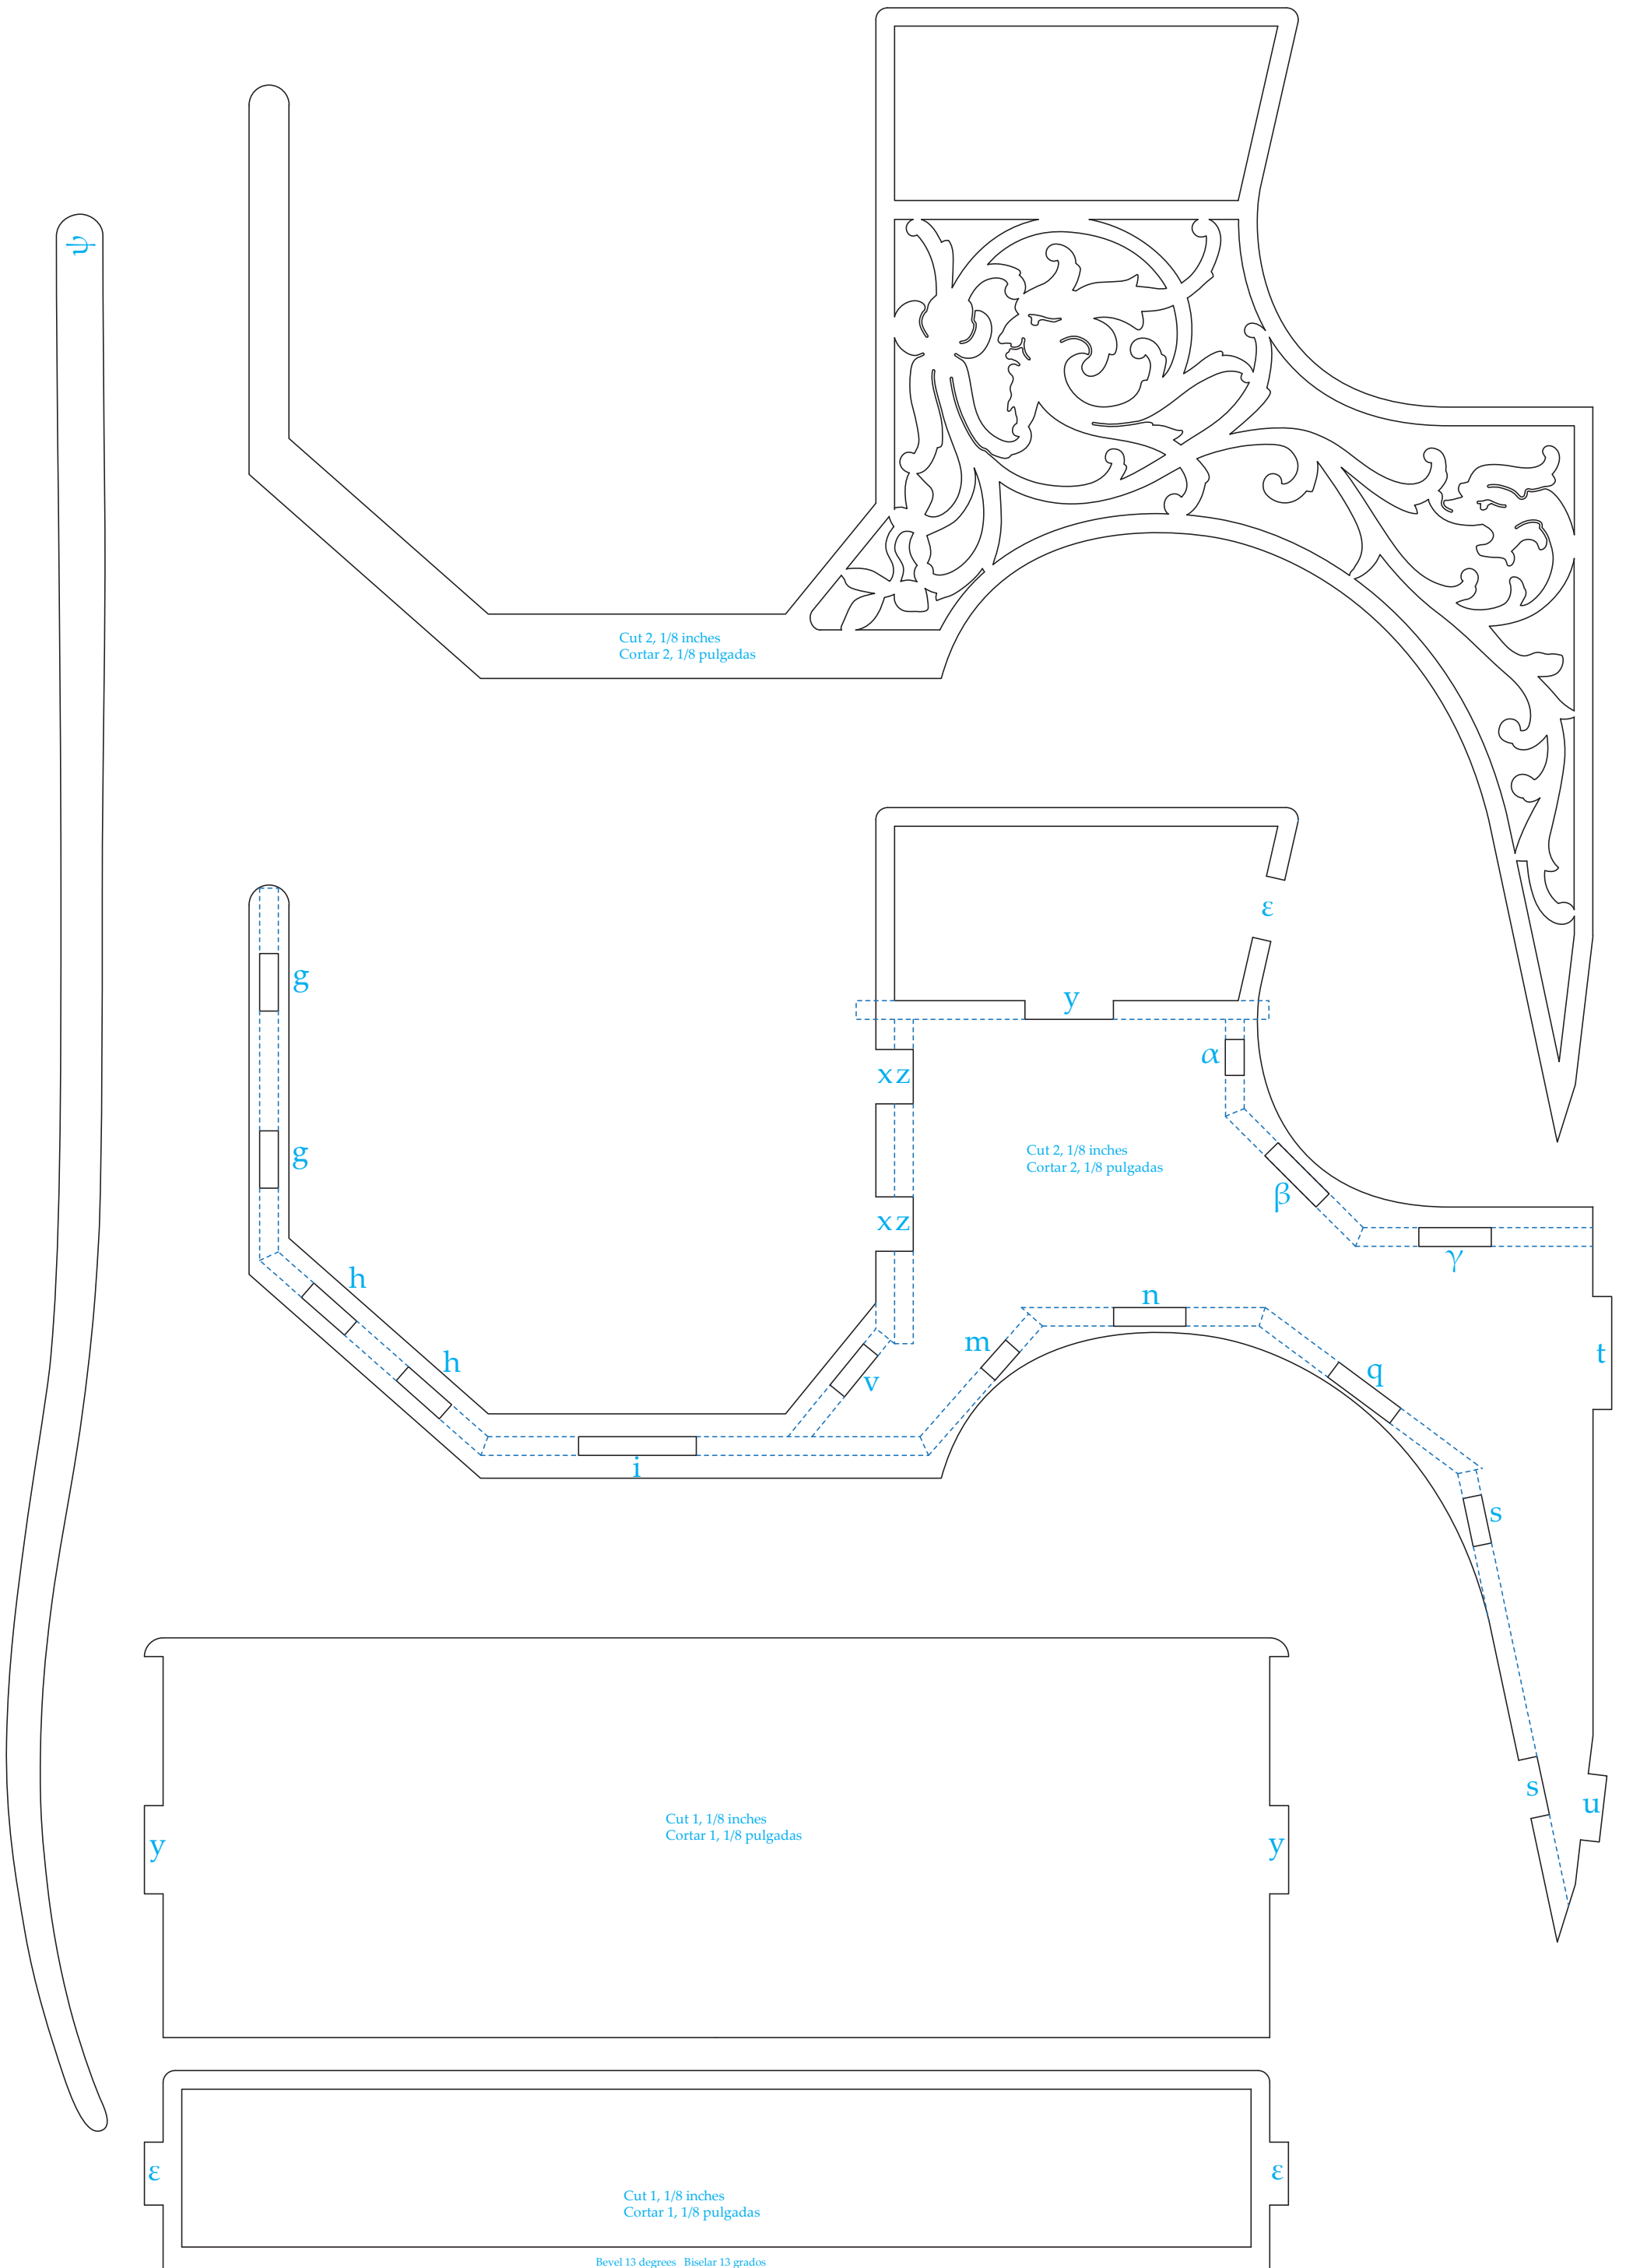 ψ
Cut 2, 1/8 inches
Cortar 2, 1/8 pulgadas
ε
g
y
α
x z
Cut 2, 1/8 inches
Cortar 2, 1/8 pulgadas
g
β
x z
γ
h
n
m
t
h
q
v
i
s
s
u
Cut 1, 1/8 inches
Cortar 1, 1/8 pulgadas
y
y
ε
ε
Cut 1, 1/8 inches
Cortar 1, 1/8 pulgadas
Bevel 13 degrees Biselar 13 grados